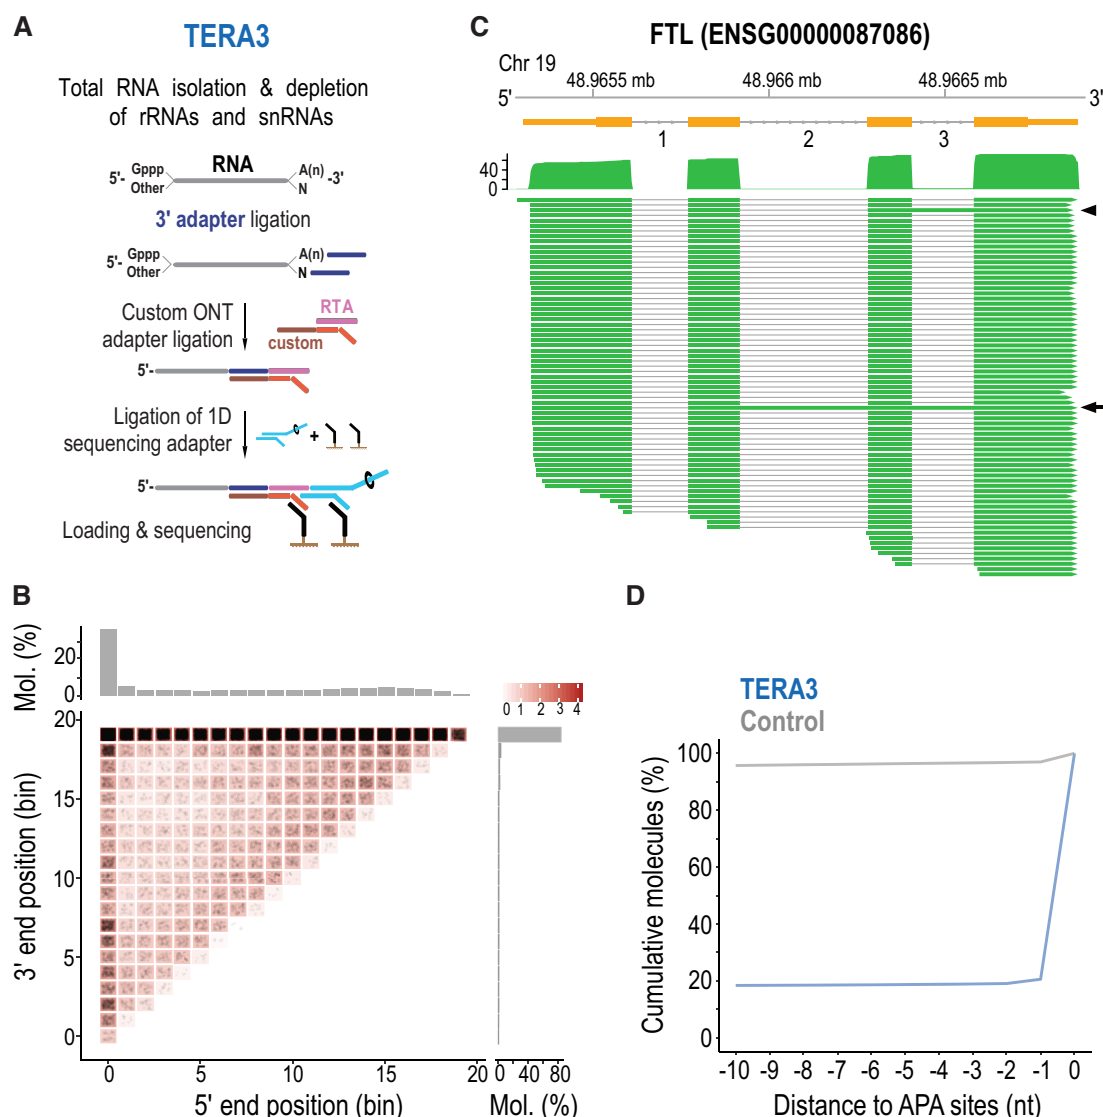 A
TERA3
Total RNA isolation & depletion
of rRNAs and snRNAs
RNA
5'- Gppp A(n) -3'
Other N
3' adapter ligation
5'- Gppp A(n)
Other N
Custom ONT
adapter ligation
RTA
custom
5'-
Ligation of 1D
sequencing adapter
+
5'-
Loading & sequencing
C
FTL (ENSG00000087086)
Chr 19
48.9655 mb 48.966 mb 48.9665 mb
5' 3'
1 2 3
40
0
B
Mol. (%)
20
0
0 1 2 3 4
3' end position (bin)
20
15
10
5
0
0 5 10 15 20
5' end position (bin)
0 40 80
Mol. (%)
D
TERA3
Control
Cumulative molecules (%)
100
80
60
40
20
0
-10 -9 -8 -7 -6 -5 -4 -3 -2 -1 0
Distance to APA sites (nt)